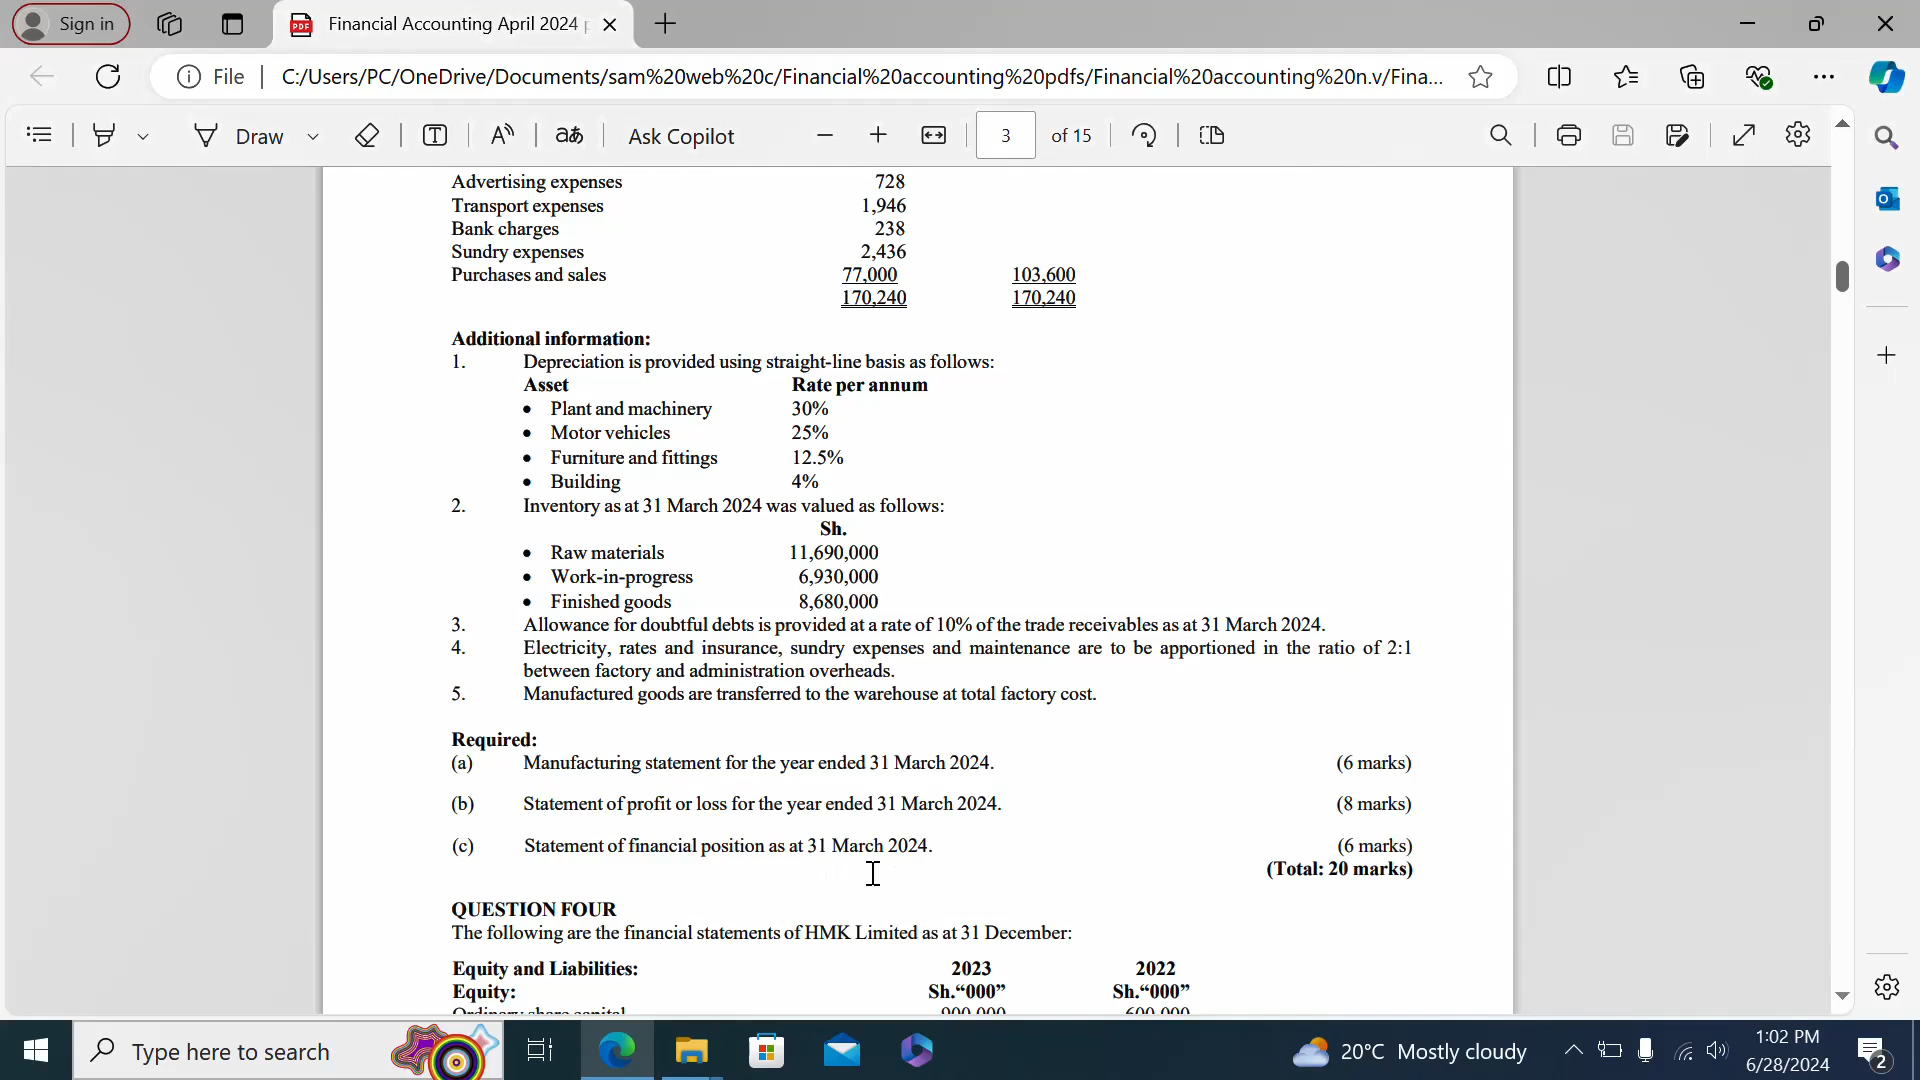 Sign in
Financial Accounting April 2024 p
File
C:/Users/PC/OneDrive/Documents/sam%20web%20c/Financial%20accounting%20pdfs/Financial%20accounting%20n.v/Fina...
Draw
Ask Copilot
3 of 15
Advertising expenses 728
Transport expenses 1,946
Bank charges 238
Sundry expenses 2,436
Purchases and sales 77,000 103,600
170,240 170,240
Additional information:
1. Depreciation is provided using straight-line basis as follows:
Asset Rate per annum
• Plant and machinery 30%
• Motor vehicles 25%
• Furniture and fittings 12.5%
• Building 4%
2. Inventory as at 31 March 2024 was valued as follows:
Sh.
• Raw materials 11,690,000
• Work-in-progress 6,930,000
• Finished goods 8,680,000
3. Allowance for doubtful debts is provided at a rate of 10% of the trade receivables as at 31 March 2024.
4. Electricity, rates and insurance, sundry expenses and maintenance are to be apportioned in the ratio of 2:1
between factory and administration overheads.
5. Manufactured goods are transferred to the warehouse at total factory cost.
Required:
(a) Manufacturing statement for the year ended 31 March 2024. (6 marks)
(b) Statement of profit or loss for the year ended 31 March 2024. (8 marks)
(c) Statement of financial position as at 31 March 2024. (6 marks)
(Total: 20 marks)
QUESTION FOUR
The following are the financial statements of HMK Limited as at 31 December:
Equity and Liabilities: 2023 2022
Equity: Sh.“000” Sh.“000”
Ordinary share capital 900,000 600,000
Type here to search
20°C Mostly cloudy
1:02 PM
6/28/2024
2